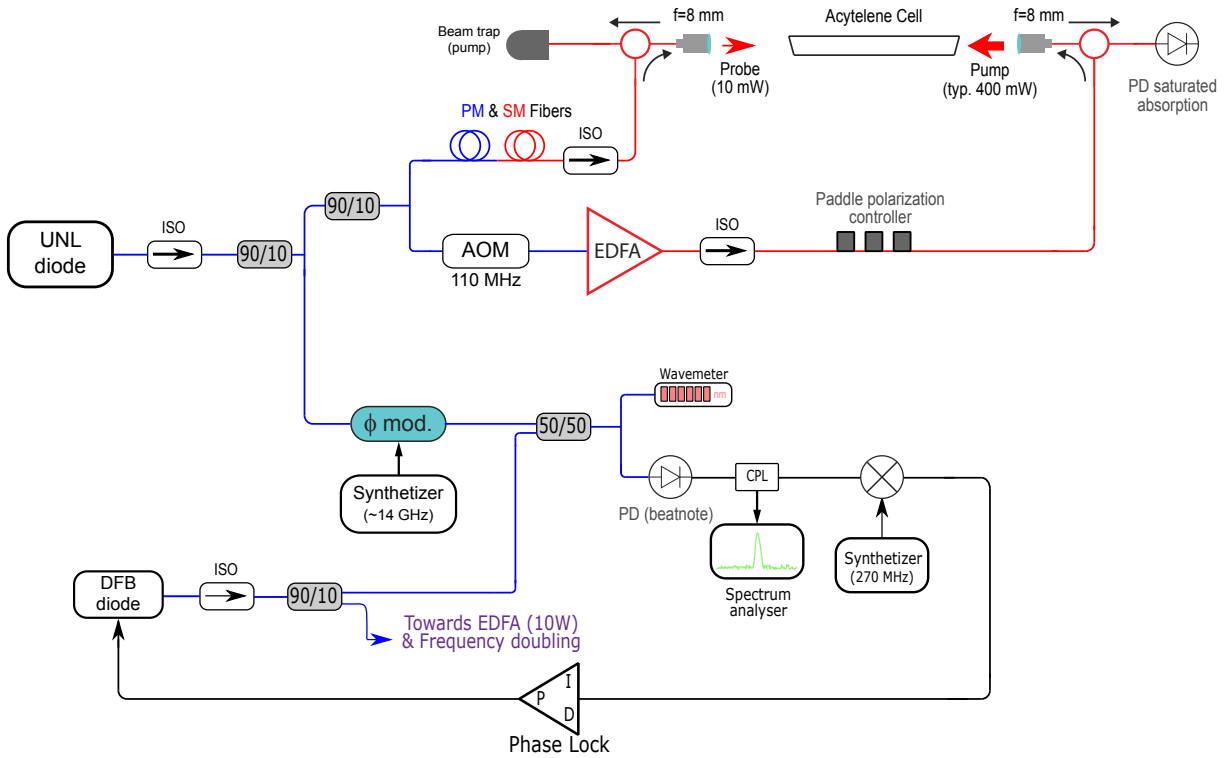 Beam trap
(pump)
f=8 mm
Probe
(10 mW)
Acytelene Cell
Pump
(typ. 400 mW)
f=8 mm
PD saturated
absorption
PM & SM Fibers
ISO
90/10
UNL
diode
ISO
90/10
AOM
110 MHz
EDFA
ISO
Paddle polarization
controller
Wavemeter
nm
ϕ mod.
50/50
Synthetizer
(~14 GHz)
PD (beatnote)
CPL
Spectrum
analyser
Synthetizer
(270 MHz)
DFB
diode
ISO
90/10
Towards EDFA (10W)
& Frequency doubling
P I D
Phase Lock